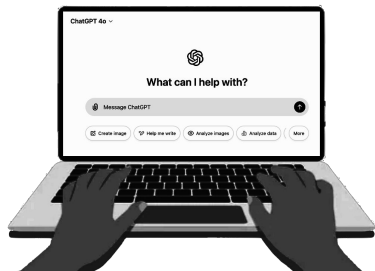 ChatGPT 4o
What can I help with?
Message ChatGPT
Create image Help me write Analyze images Analyze data More